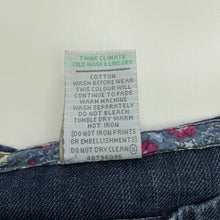 THINK CLIMATE
COLD WASH & LINE DRY
COTTON
WASH BEFORE WEAR
THIS COLOUR WILL
CONTINUE TO FADE
WARM MACHINE
WASH SEPARATELY
DO NOT BLEACH
TUMBLE DRY WARM
HOT IRON
(DO NOT IRON PRINTS
OR EMBELLISHMENTS)
DO NOT DRY CLEAN